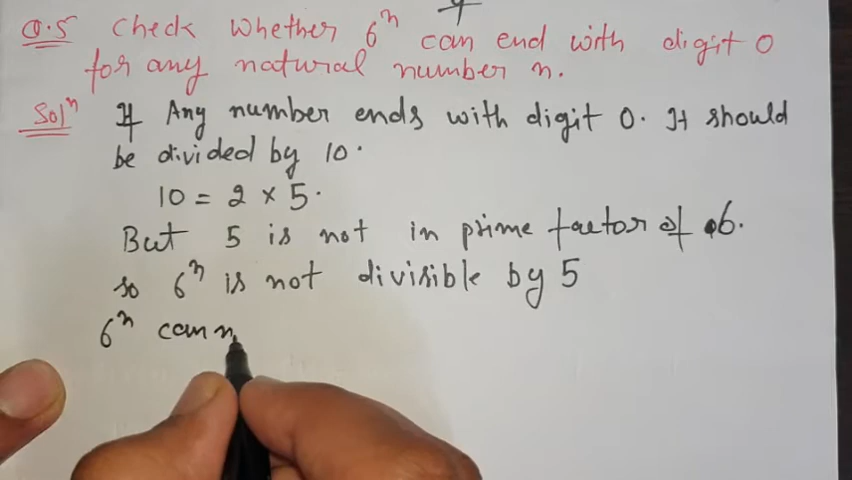 Q.5 Check whether 6ⁿ can end with digit 0
for any natural number n.
Solⁿ If Any number ends with digit 0. It should
be divided by 10.
10 = 2 × 5.
But 5 is not in prime factor of 6.
so 6ⁿ is not divisible by 5
6ⁿ can n